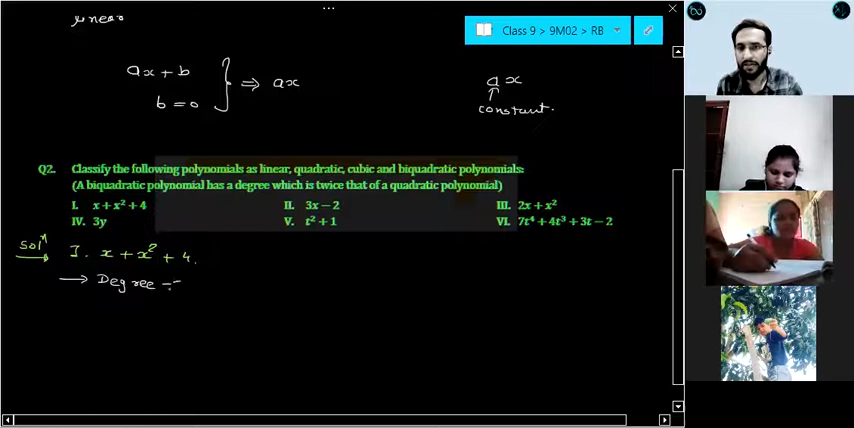 Linear
Class 9 > 9M02 > RB
ax + b
b = 0
⇒ ax
ax
constant.
Q2. Classify the following polynomials as linear, quadratic, cubic and biquadratic polynomials:
(A biquadratic polynomial has a degree which is twice that of a quadratic polynomial)
I. x + x² + 4 II. 3x − 2 III. 2x + x²
IV. 3y V. t² + 1 VI. 7t⁴ + 4t³ + 3t − 2
Solⁿ I. x + x² + 4.
→ Degree =